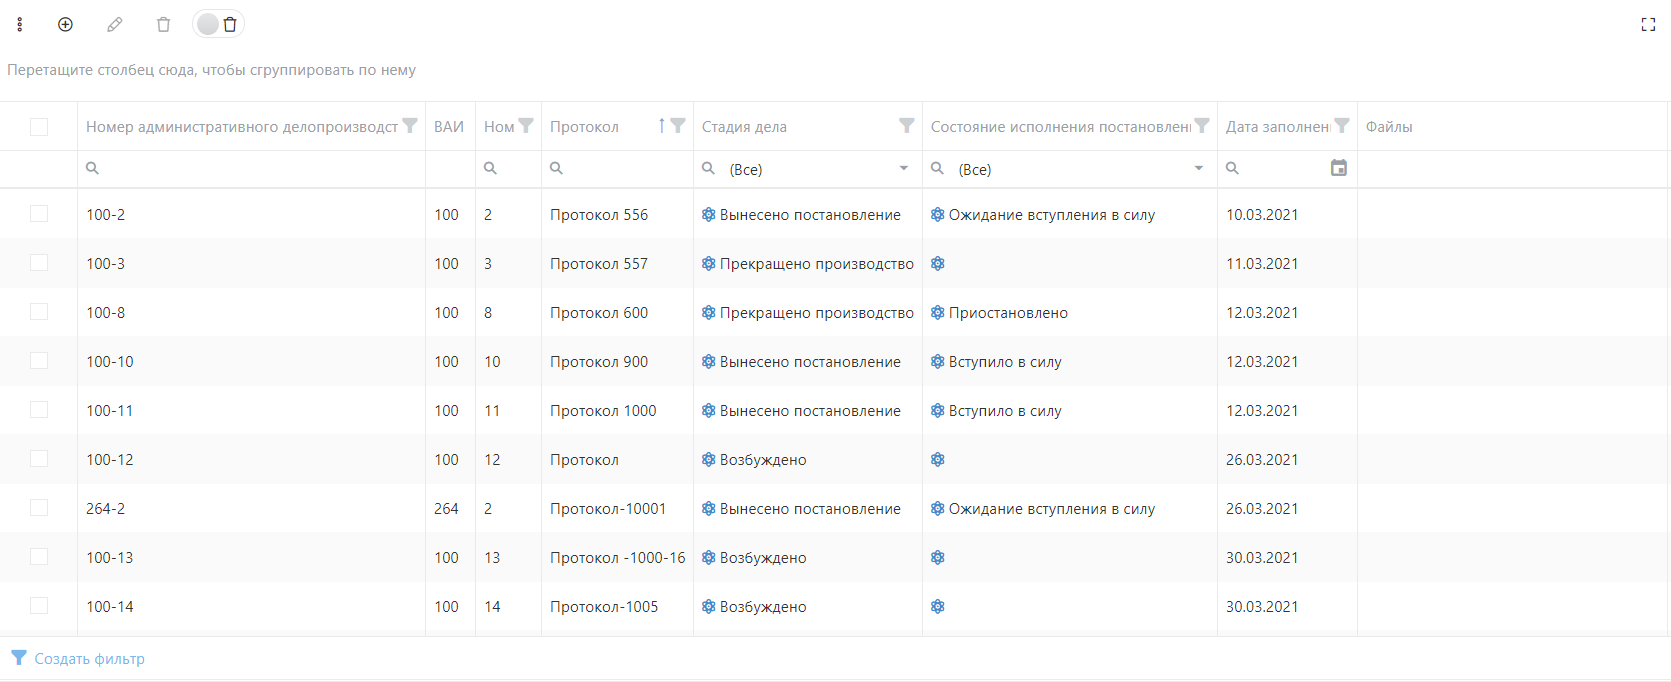 Перетащите столбец сюда, чтобы сгруппировать по нему
Номер административного делопроизводст ВАИ Ном Протокол Стадия дела Состояние исполнения постановлен Дата заполнен Файлы
(Все) (Все)
100-2 100 2 Протокол 556 Вынесено постановление Ожидание вступления в силу 10.03.2021
100-3 100 3 Протокол 557 Прекращено производство 11.03.2021
100-8 100 8 Протокол 600 Прекращено производство Приостановлено 12.03.2021
100-10 100 10 Протокол 900 Вынесено постановление Вступило в силу 12.03.2021
100-11 100 11 Протокол 1000 Вынесено постановление Вступило в силу 12.03.2021
100-12 100 12 Протокол Возбуждено 26.03.2021
264-2 264 2 Протокол-10001 Вынесено постановление Ожидание вступления в силу 26.03.2021
100-13 100 13 Протокол -1000-16 Возбуждено 30.03.2021
100-14 100 14 Протокол-1005 Возбуждено 30.03.2021
Создать фильтр